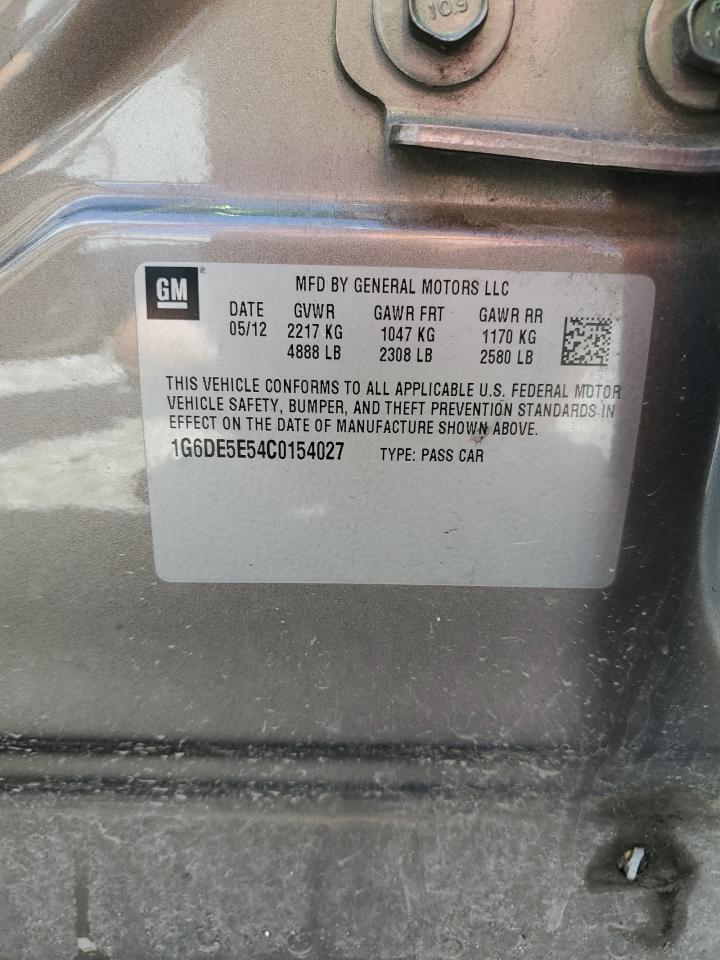 10.9
GM
MFD BY GENERAL MOTORS LLC
DATE GVWR GAWR FRT GAWR RR
05/12 2217 KG 1047 KG 1170 KG
4888 LB 2308 LB 2580 LB
THIS VEHICLE CONFORMS TO ALL APPLICABLE U.S. FEDERAL MOTOR
VEHICLE SAFETY, BUMPER, AND THEFT PREVENTION STANDARDS IN
EFFECT ON THE DATE OF MANUFACTURE SHOWN ABOVE.
1G6DE5E54C0154027 TYPE: PASS CAR